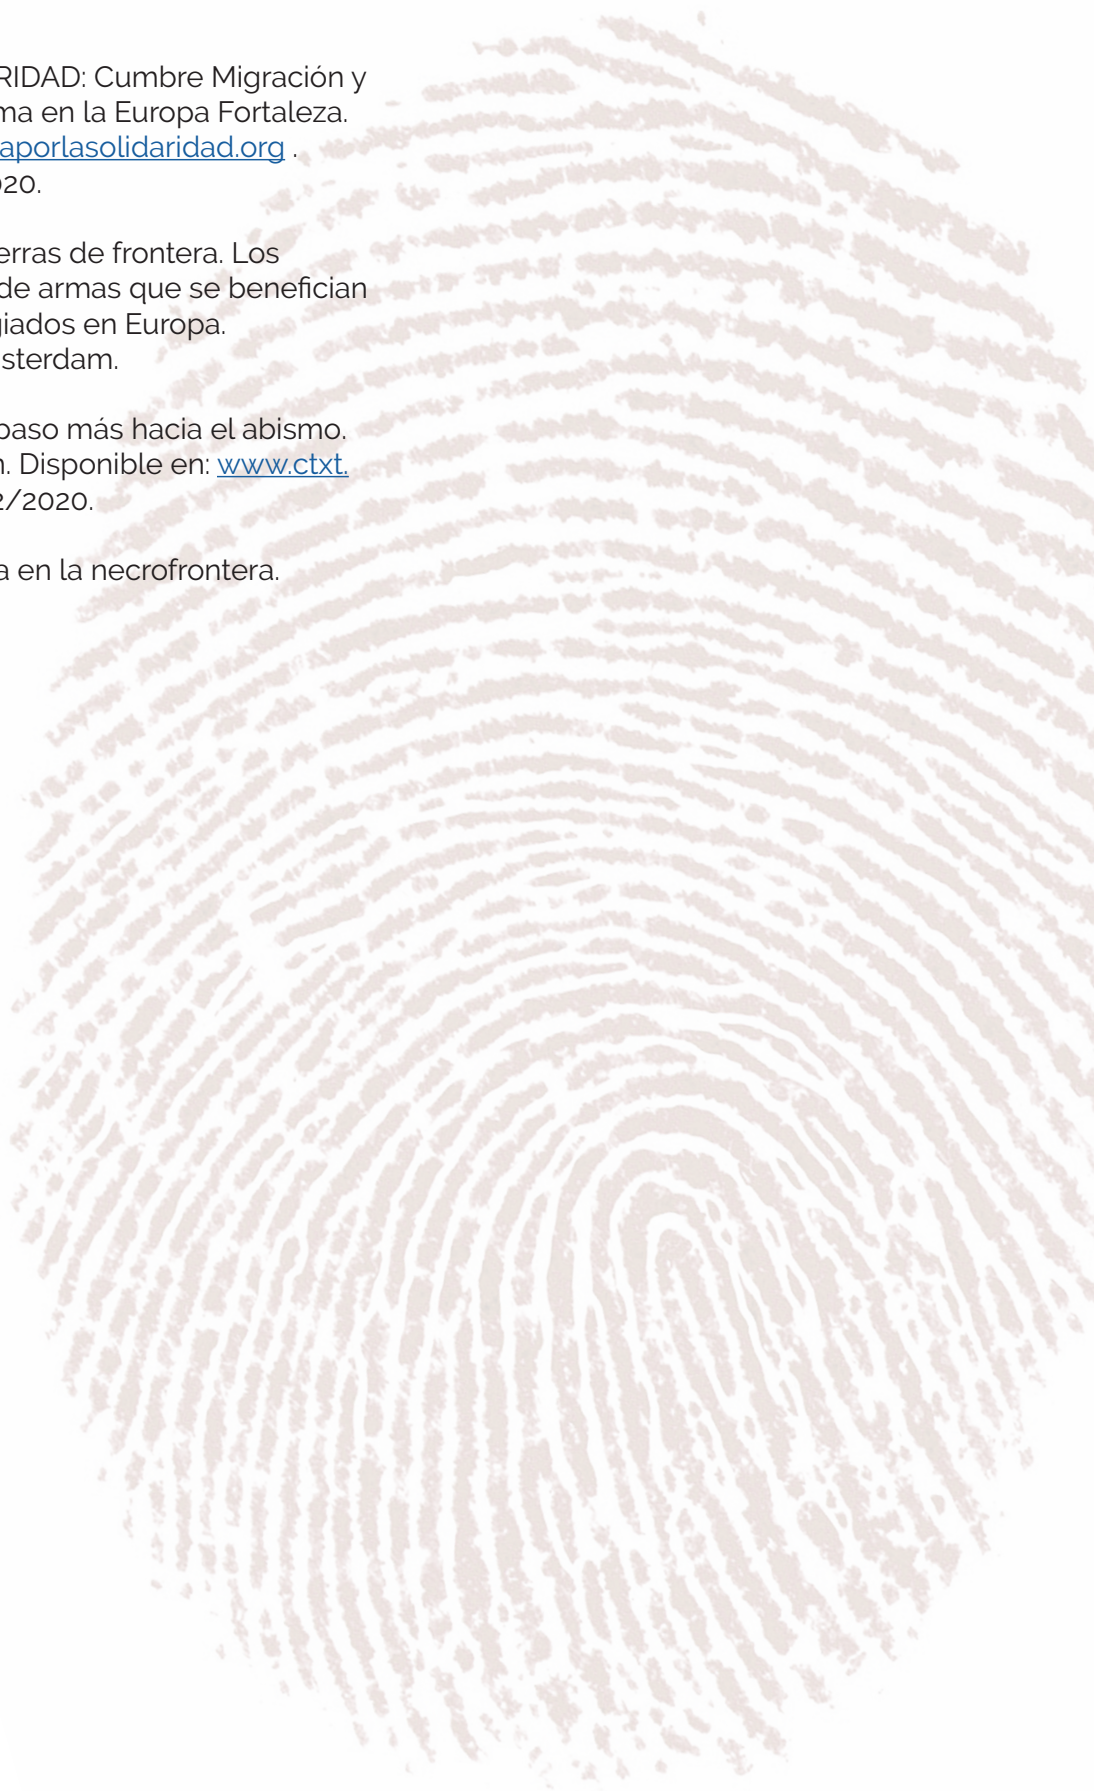 RIDAD: Cumbre Migración y
ma en la Europa Fortaleza.
aporlasolidaridad.org .
020.
erras de frontera. Los
de armas que se benefician
giados en Europa.
nsterdam.
paso más hacia el abismo.
n. Disponible en: www.ctxt.
2/2020.
a en la necrofrontera.